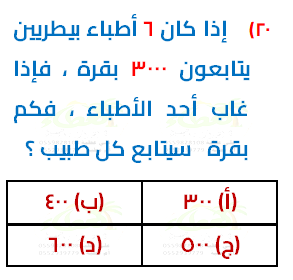 ٢٠) إذا كان ٦ أطباء بيطريين
يتابعون ٣٠٠٠ بقرة ، فإذا
غاب أحد الأطباء ، فكم
بقرة سيتابع كل طبيب ؟
(أ) ٣٠٠ (ب) ٤٠٠
(ج) ٥٠٠ (د) ٦٠٠